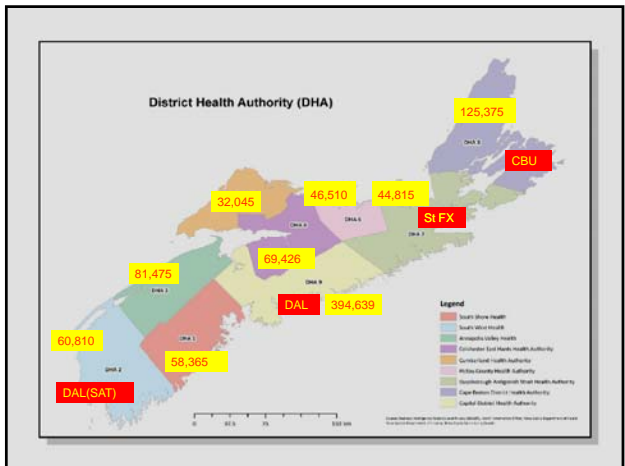 District Health Authority (DHA)
125,375
DHA 8
CBU
32,045
46,510
44,815
DHA 4
DHA 6
St FX
DHA 7
69,426
81,475
DHA 9
DHA 3
DAL
394,639
Legend
South Shore Health
South West Health
Annapolis Valley Health
Colchester East Hants Health Authority
Cumberland Health Authority
Pictou County Health Authority
Guysborough Antigonish Strait Health Authority
Cape Breton District Health Authority
Capital District Health Authority
60,810
DHA 1
58,365
DHA 2
DAL(SAT)